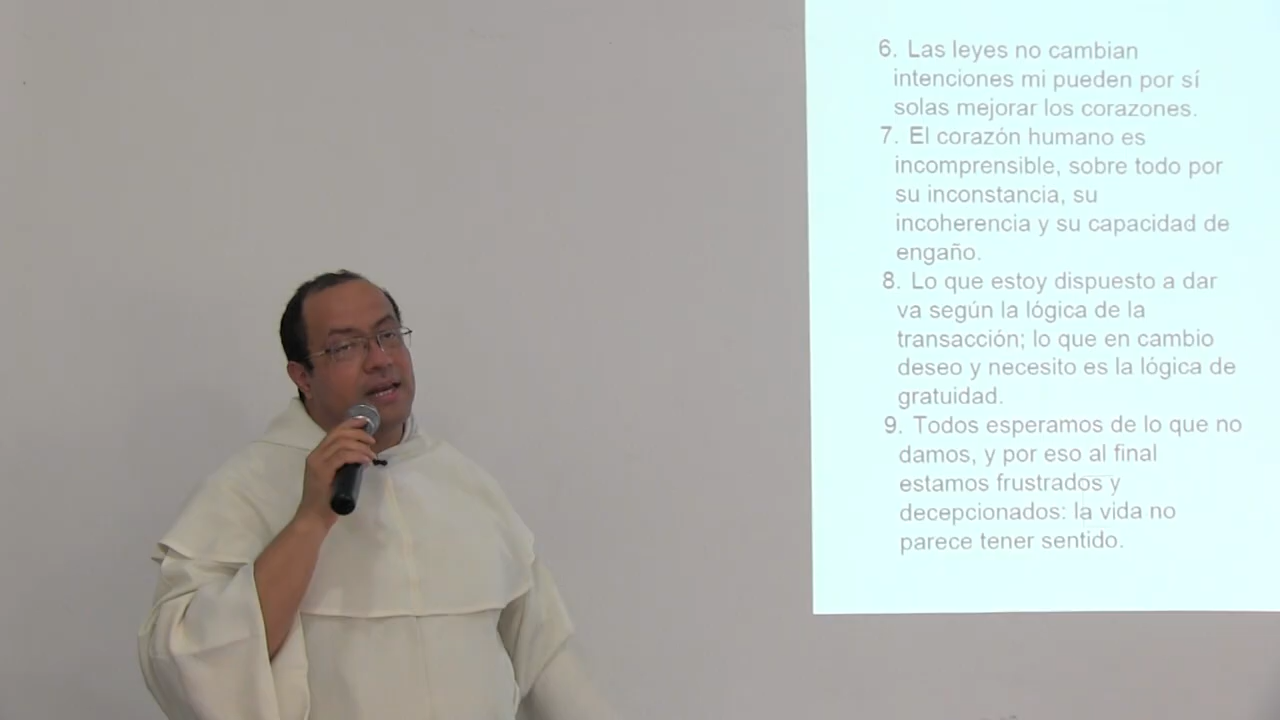 6. Las leyes no cambian
intenciones mi pueden por sí
solas mejorar los corazones.
7. El corazón humano es
incomprensible, sobre todo por
su inconstancia, su
incoherencia y su capacidad de
engaño.
8. Lo que estoy dispuesto a dar
va según la lógica de la
transacción; lo que en cambio
deseo y necesito es la lógica de
gratuidad.
9. Todos esperamos de lo que no
damos, y por eso al final
estamos frustrados y
decepcionados: la vida no
parece tener sentido.